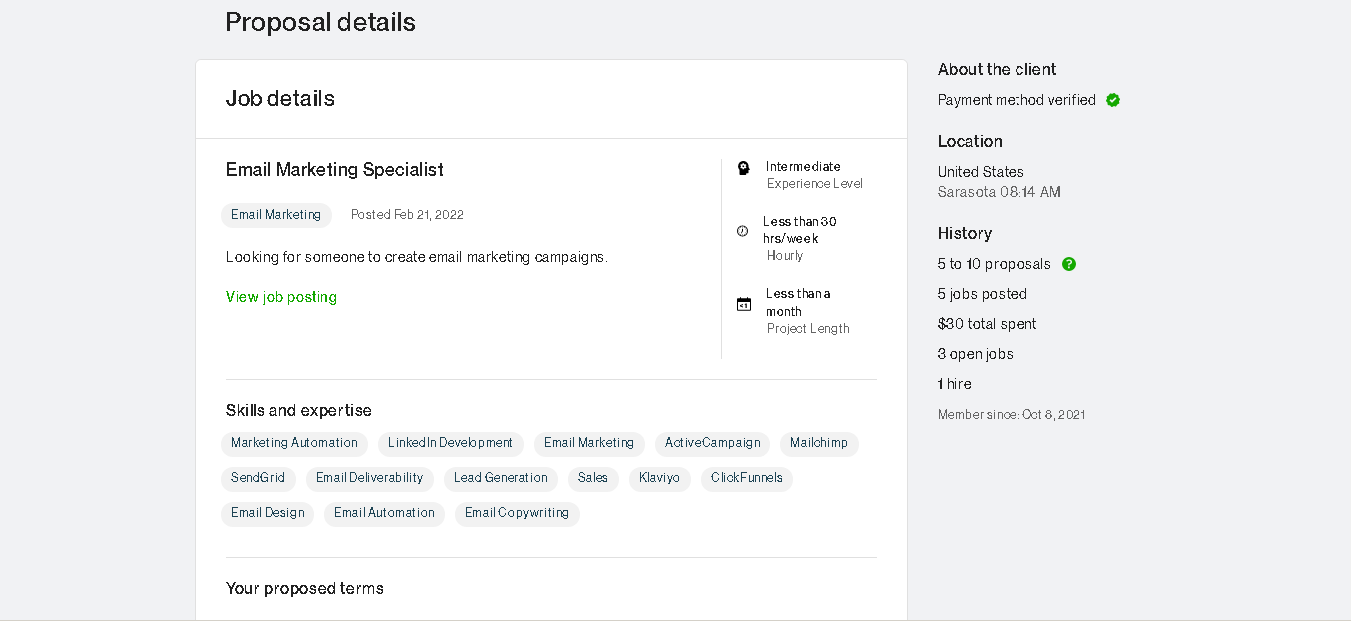 Proposal details
Job details
Email Marketing Specialist
Email Marketing Posted Feb 21, 2022
Looking for someone to create email marketing campaigns.
View job posting
Intermediate
Experience Level
Less than 30
hrs/week
Hourly
Less than a
month
Project Length
Skills and expertise
Marketing Automation LinkedIn Development Email Marketing ActiveCampaign Mailchimp
SendGrid Email Deliverability Lead Generation Sales Klaviyo ClickFunnels
Email Design Email Automation Email Copywriting
Your proposed terms
About the client
Payment method verified
Location
United States
Sarasota 08:14 AM
History
5 to 10 proposals
5 jobs posted
$30 total spent
3 open jobs
1 hire
Member since: Oct 8, 2021